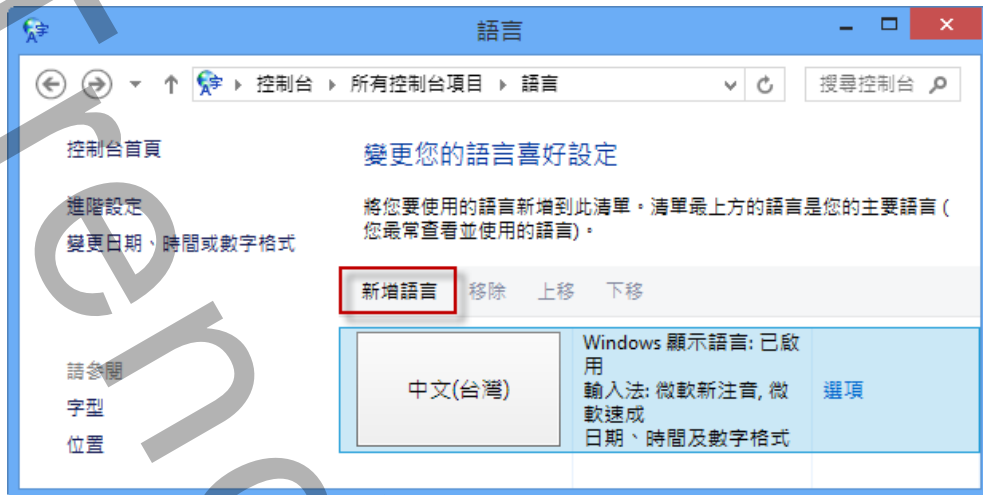 語言
控制台 所有控制台項目 語言 搜尋控制台
控制台首頁
進階設定
變更日期、時間或數字格式
請參閱
字型
位置
變更您的語言喜好設定
將您要使用的語言新增到此清單。清單最上方的語言是您的主要語言 (
您最常查看並使用的語言)。
新增語言 移除 上移 下移
中文(台灣)
Windows 顯示語言: 已啟
用
輸入法: 微軟新注音, 微
軟速成
日期、時間及數字格式
選項